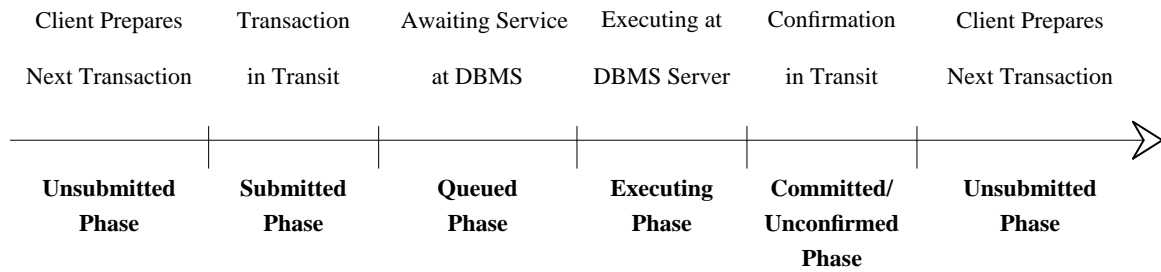 Client Prepares
Next Transaction
Transaction
in Transit
Awaiting Service
at DBMS
Executing at
DBMS Server
Confirmation
in Transit
Client Prepares
Next Transaction
Unsubmitted
Phase
Submitted
Phase
Queued
Phase
Executing
Phase
Committed/
Unconfirmed
Phase
Unsubmitted
Phase